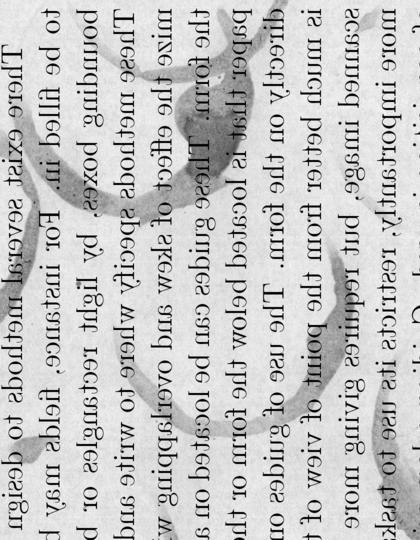 There exist several methods to design
to be filled in. For instance, fields may b
bounding boxes, by light rectangles or b
These methods specify where to write and
mize the effect of skew and overlapping w
the form. These guides can be located on a
paper that is located below the form or th
directly on the form. The use of guides on
is much better from the point of view of t
scanned image, but requires giving more
more importantly, restricts its use to tasks